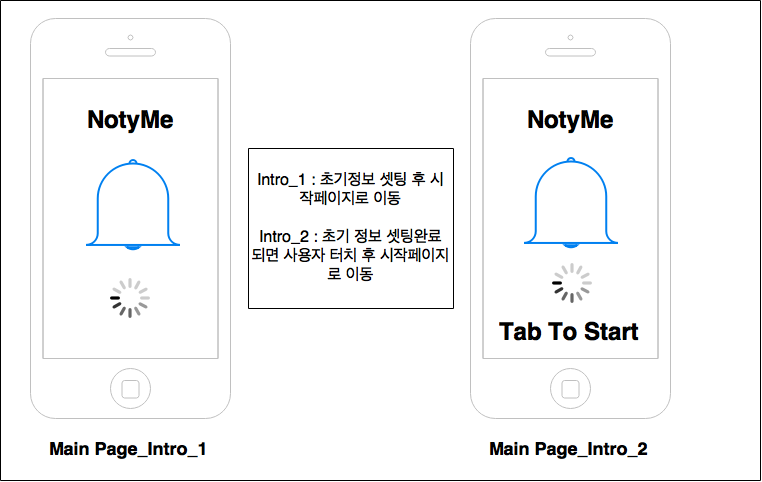 NotyMe
Intro_1 : 초기정보 셋팅 후 시
작페이지로 이동
Intro_2 : 초기 정보 셋팅완료
되면 사용자 터치 후 시작페이지
로 이동
NotyMe
Tab To Start
Main Page_Intro_1
Main Page_Intro_2